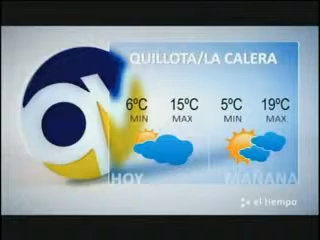 QUILLOTA/LA CALERA
6ºC 15ºC 5ºC 19ºC
MIN MAX MIN MAX
HOY MAÑANA
el tiempo